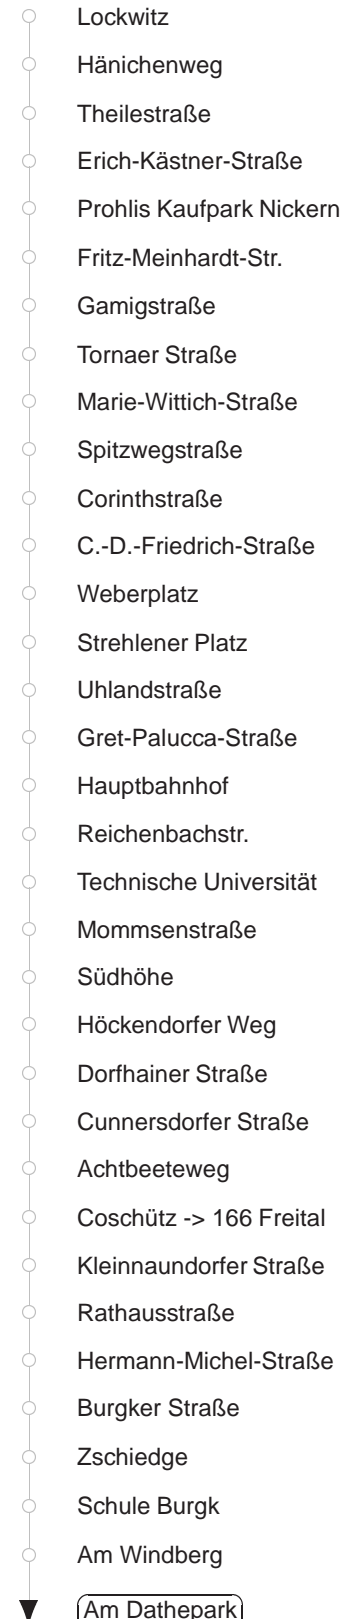 Lockwitz
Hänichenweg
Theilestraße
Erich-Kästner-Straße
Prohlis Kaufpark Nickern
Fritz-Meinhardt-Str.
Gamigstraße
Tornaer Straße
Marie-Wittich-Straße
Spitzwegstraße
Corinthstraße
C.-D.-Friedrich-Straße
Weberplatz
Strehlener Platz
Uhlandstraße
Gret-Palucca-Straße
Hauptbahnhof
Reichenbachstr.
Technische Universität
Mommsenstraße
Südhöhe
Höckendorfer Weg
Dorfhainer Straße
Cunnersdorfer Straße
Achtbeeteweg
Coschütz -> 166 Freital
Kleinnaundorfer Straße
Rathausstraße
Hermann-Michel-Straße
Burgker Straße
Zschiedge
Schule Burgk
Am Windberg
Am Dathepark